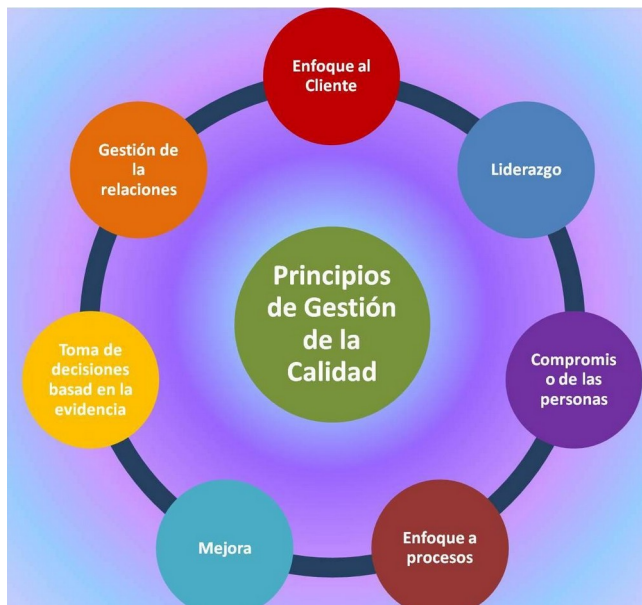 Enfoque al
Cliente
Gestión de
la
relaciones
Liderazgo
Principios
de Gestión
de la
Calidad
Toma de
decisiones
basad en la
evidencia
Compromis
o de las
personas
Mejora
Enfoque a
procesos